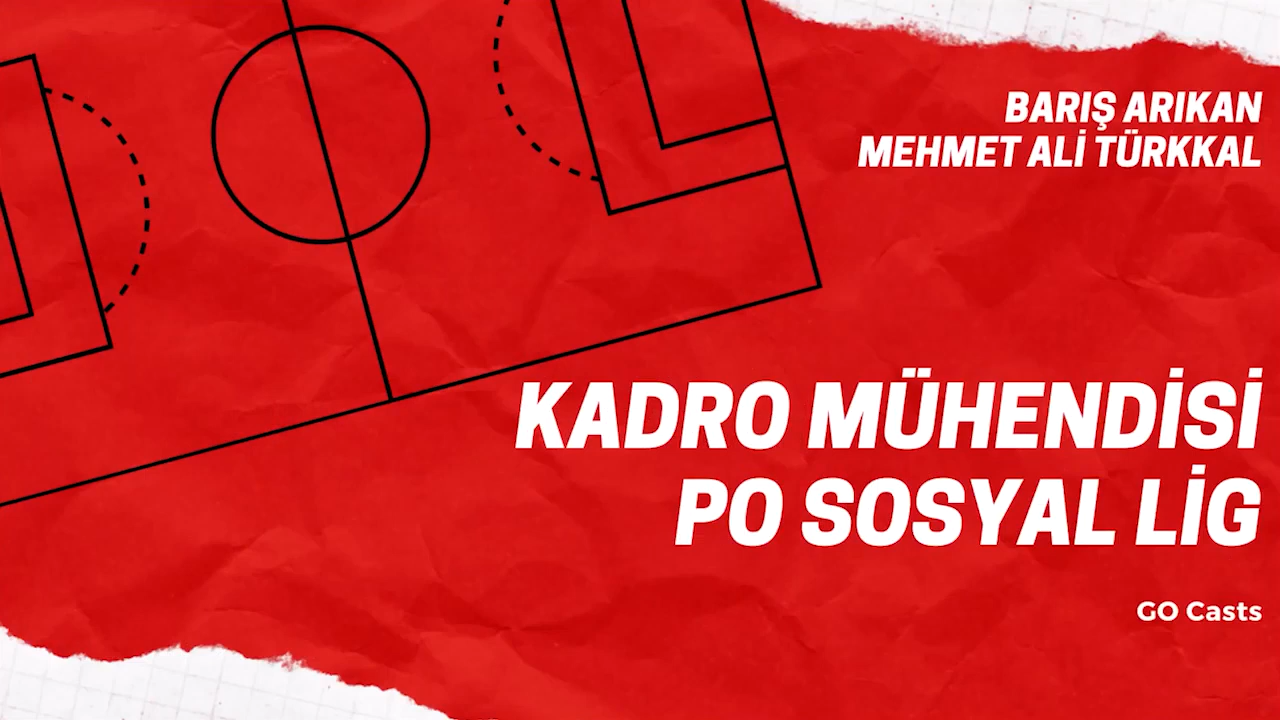 BARIŞ ARIKAN
MEHMET ALİ TÜRKKAL
KADRO MÜHENDİSİ
PO SOSYAL LİG
GO Casts